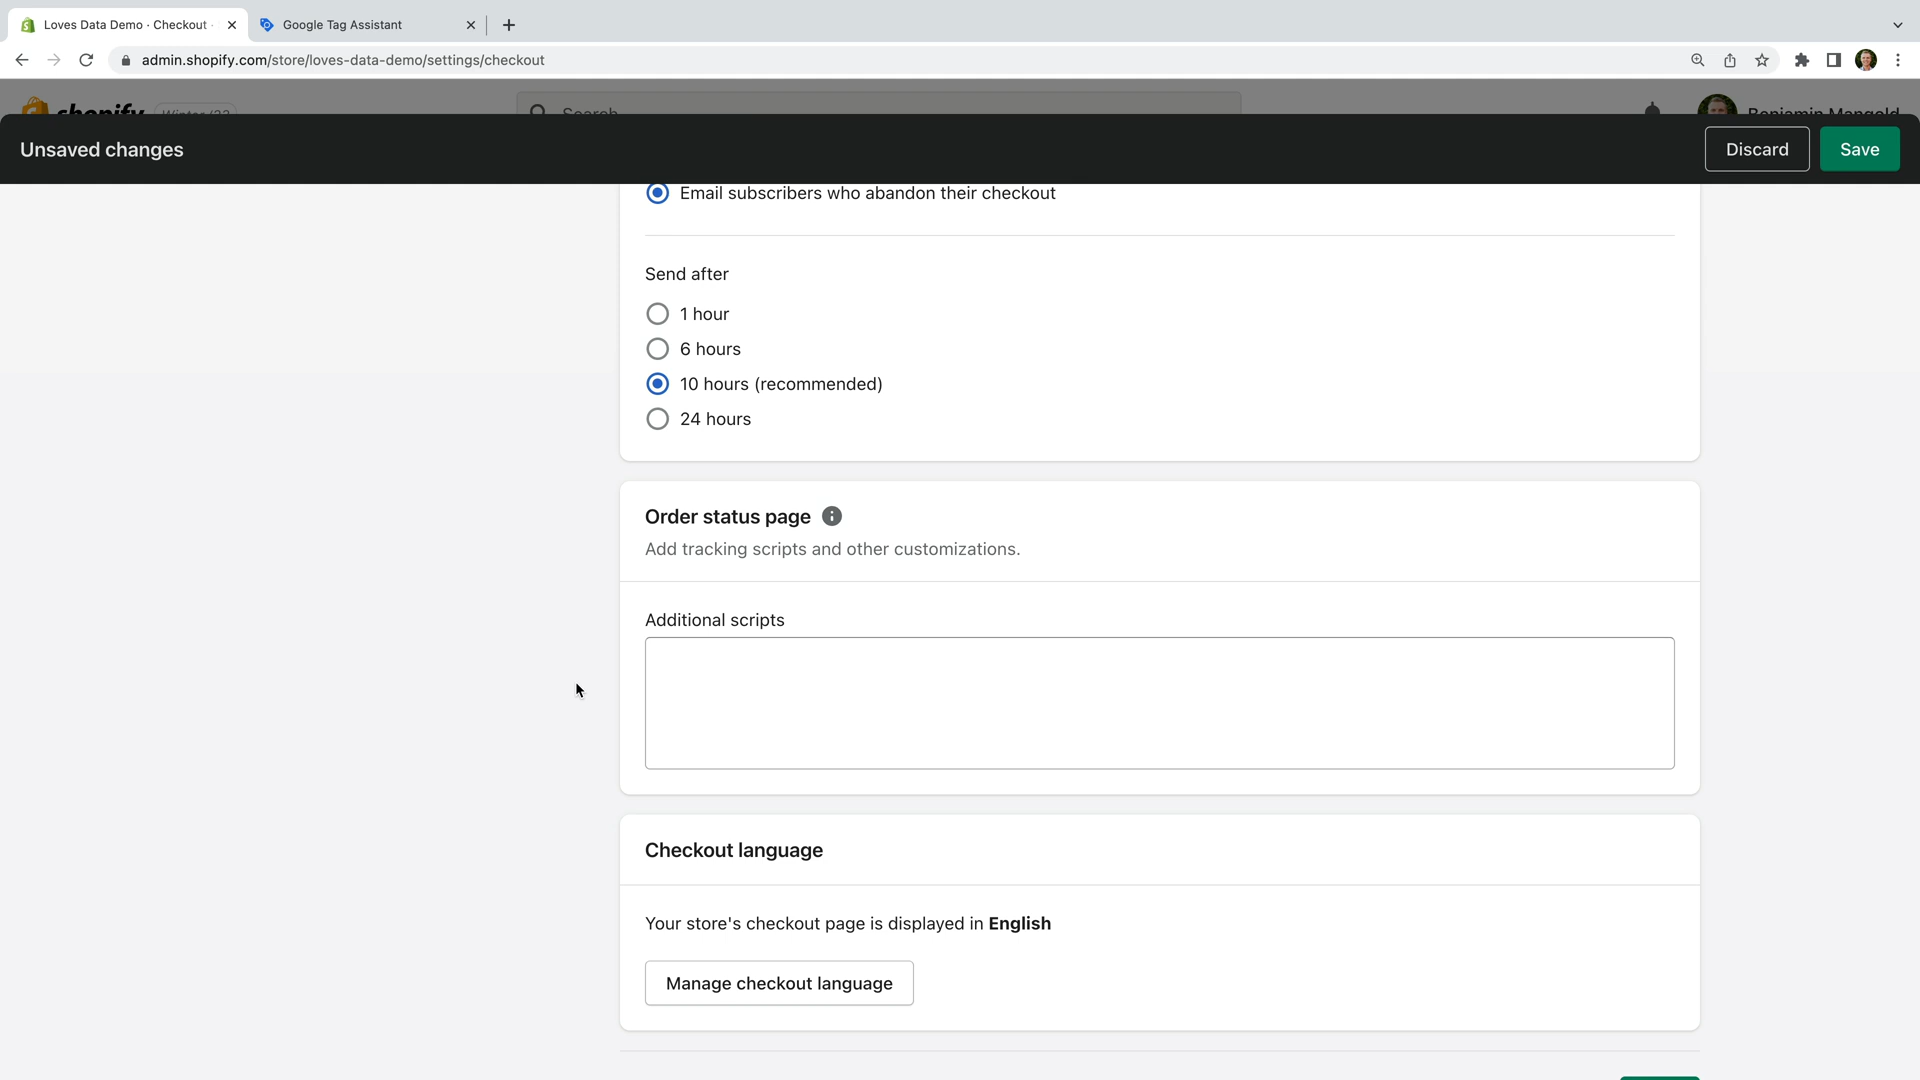 Loves Data Demo · Checkout ·
Google Tag Assistant
admin.shopify.com/store/loves-data-demo/settings/checkout
shopify
Search
Benjamin Mangold
Unsaved changes
Discard
Save
Email subscribers who abandon their checkout
Send after
1 hour
6 hours
10 hours (recommended)
24 hours
Order status page
Add tracking scripts and other customizations.
Additional scripts
Checkout language
Your store's checkout page is displayed in English
Manage checkout language